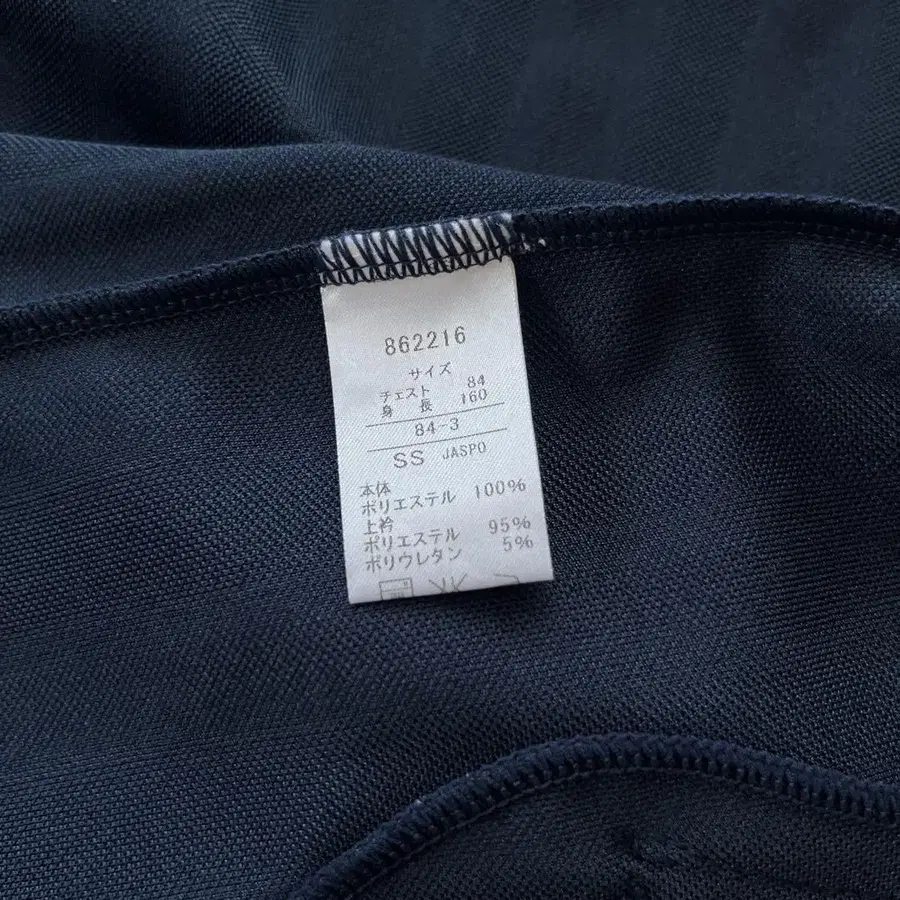 862216
サイズ
チェスト 84
身長 160
84-3
SS JASPO
本体
ポリエステル 100%
上衿
ポリエステル 95%
ポリウレタン 5%